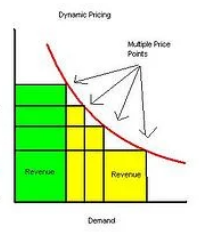 Dynamic Pricing
Multiple Price
Points
Revenue
Revenue
Demand